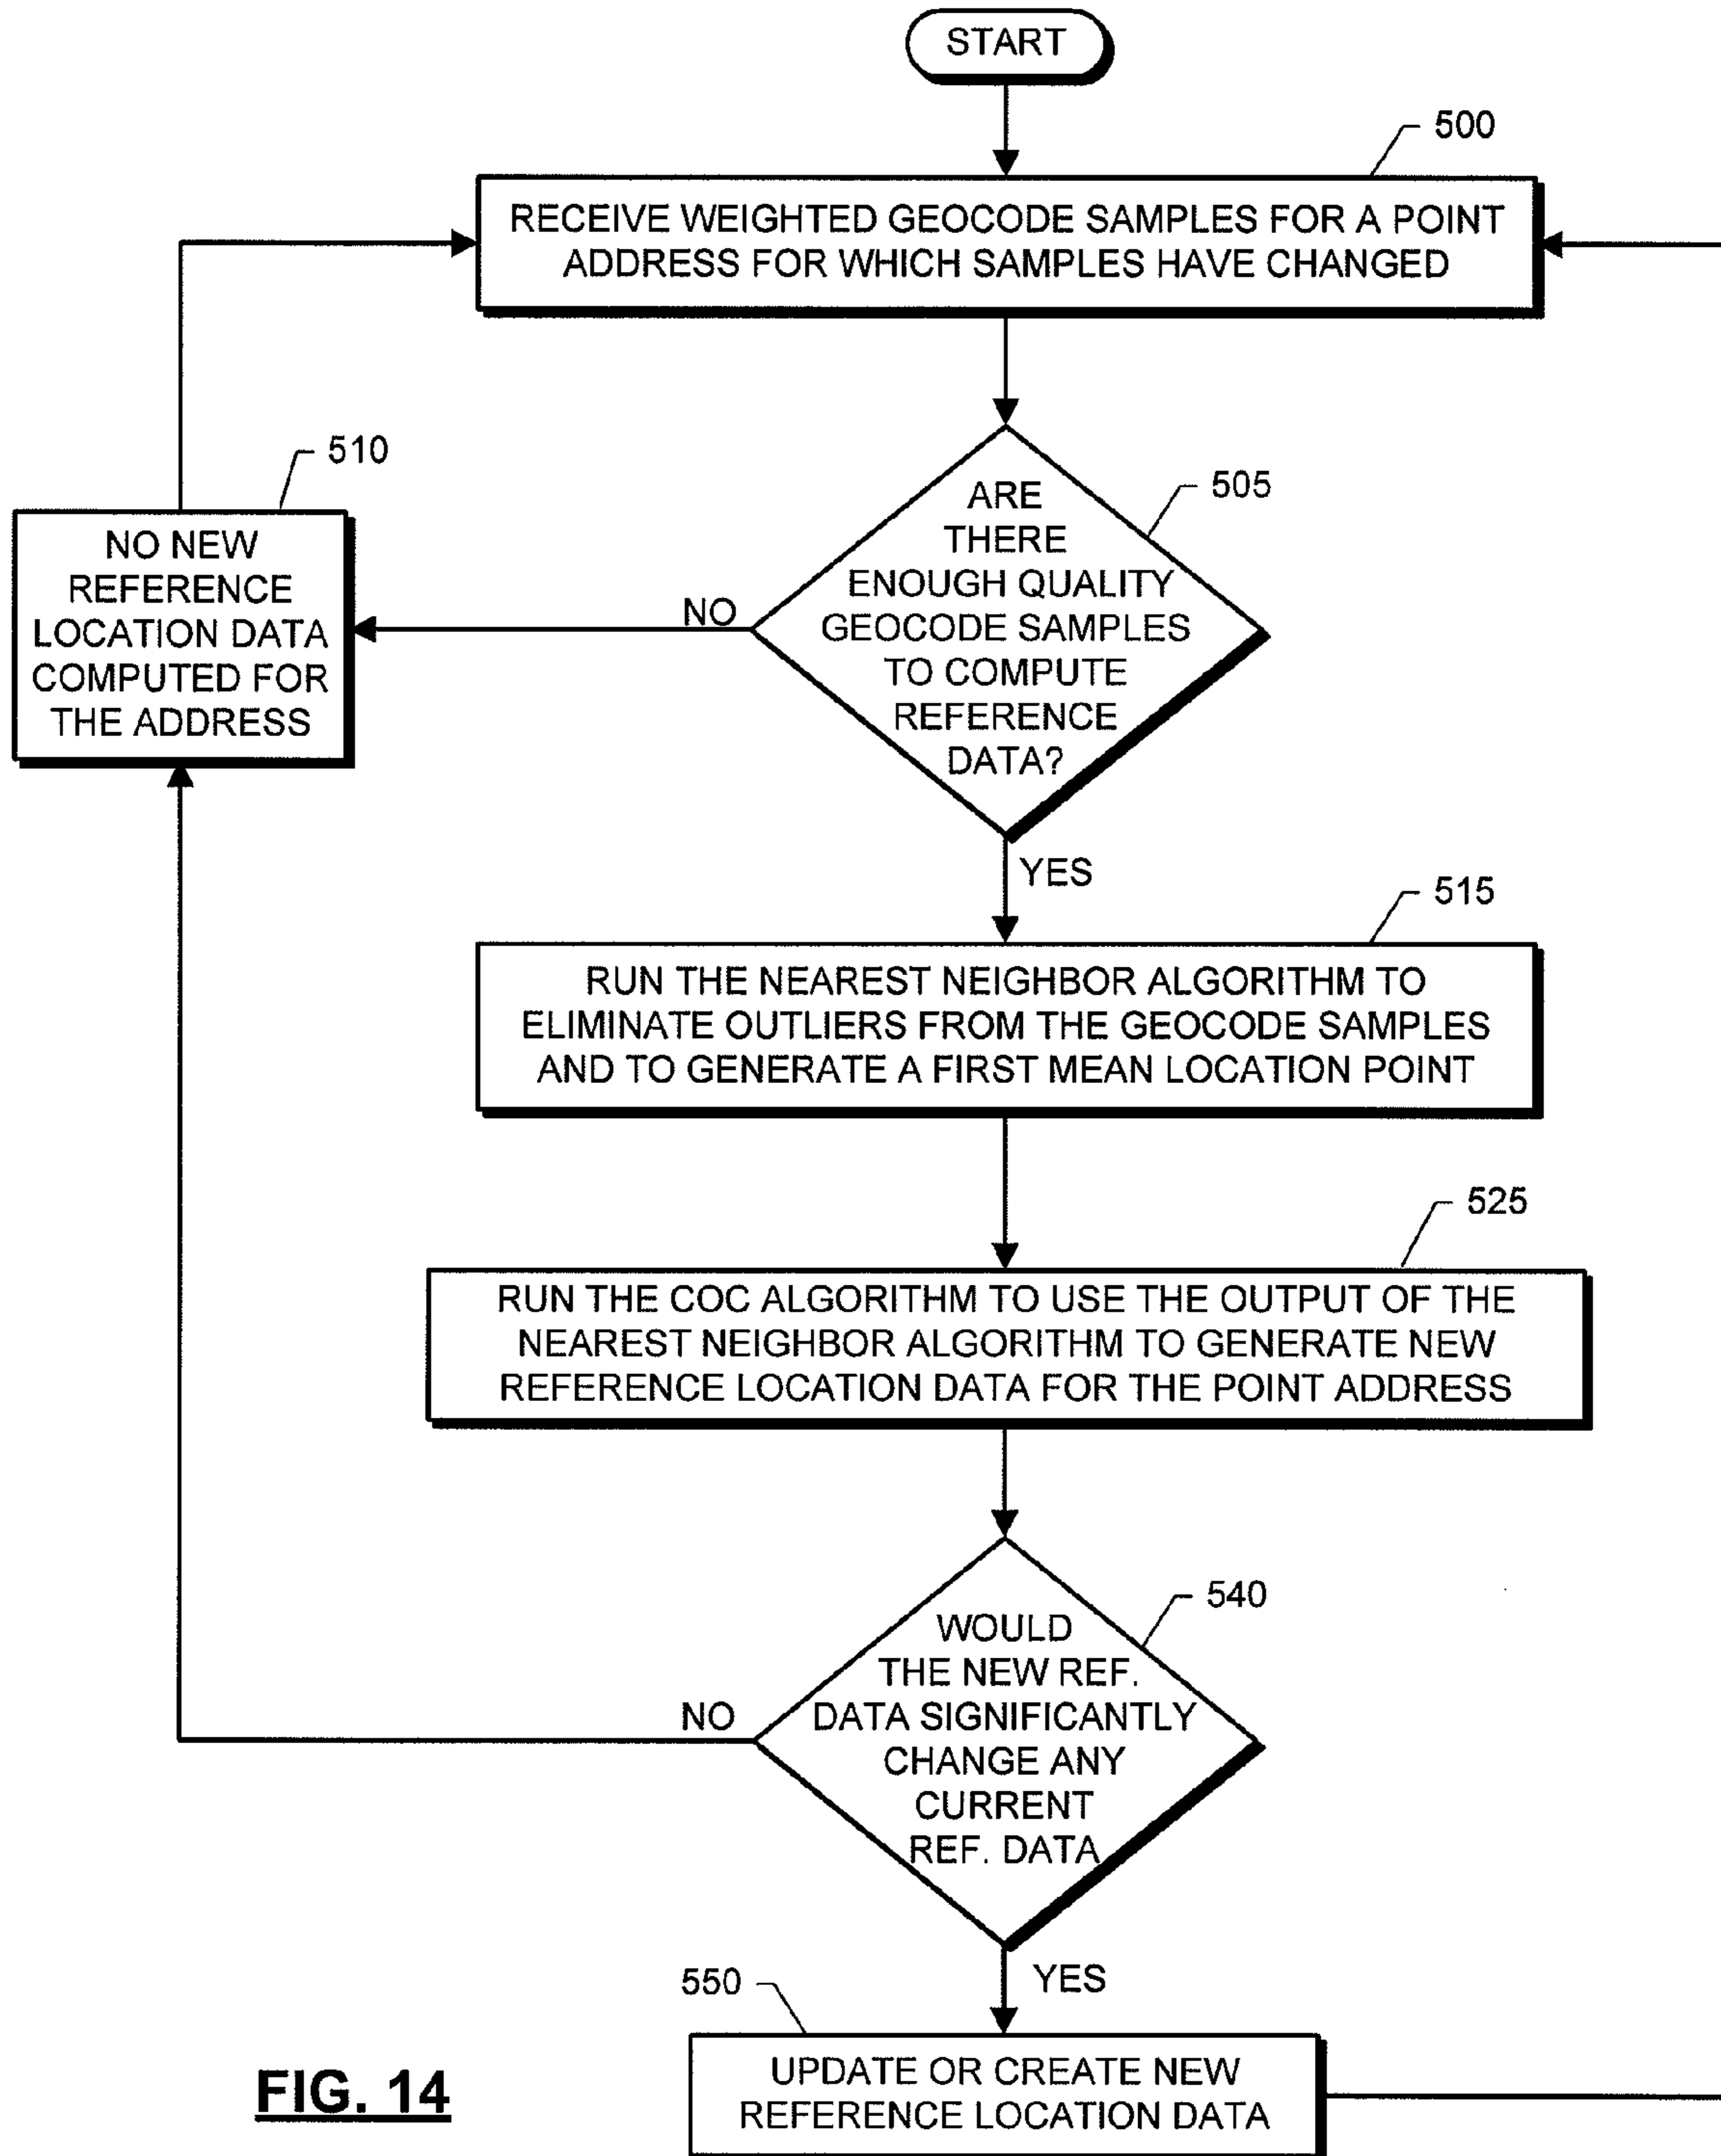 START
500
RECEIVE WEIGHTED GEOCODE SAMPLES FOR A POINT
ADDRESS FOR WHICH SAMPLES HAVE CHANGED
510
NO NEW
REFERENCE
LOCATION DATA
COMPUTED FOR
THE ADDRESS
505
ARE
THERE
ENOUGH QUALITY
GEOCODE SAMPLES
TO COMPUTE
REFERENCE
DATA?
NO
YES
515
RUN THE NEAREST NEIGHBOR ALGORITHM TO
ELIMINATE OUTLIERS FROM THE GEOCODE SAMPLES
AND TO GENERATE A FIRST MEAN LOCATION POINT
525
RUN THE COC ALGORITHM TO USE THE OUTPUT OF THE
NEAREST NEIGHBOR ALGORITHM TO GENERATE NEW
REFERENCE LOCATION DATA FOR THE POINT ADDRESS
540
WOULD
THE NEW REF.
DATA SIGNIFICANTLY
CHANGE ANY
CURRENT
REF. DATA
NO
YES
550
UPDATE OR CREATE NEW
REFERENCE LOCATION DATA
FIG. 14